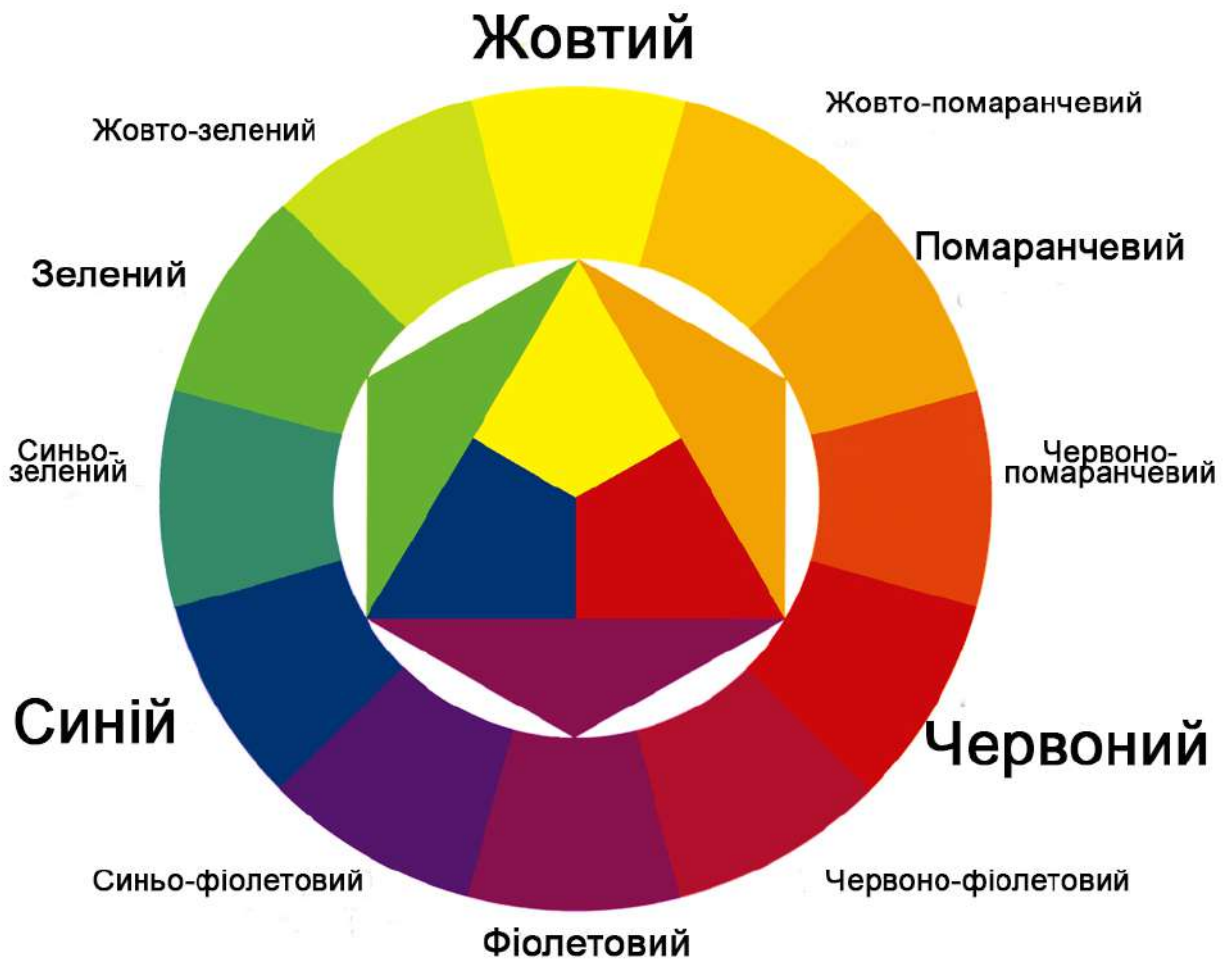 Жовтий
Жовто-помаранчевий
Жовто-зелений
Помаранчевий
Зелений
Синьо-
зелений
Червоно-
помаранчевий
Синій
Червоний
Синьо-фіолетовий
Червоно-фіолетовий
Фіолетовий